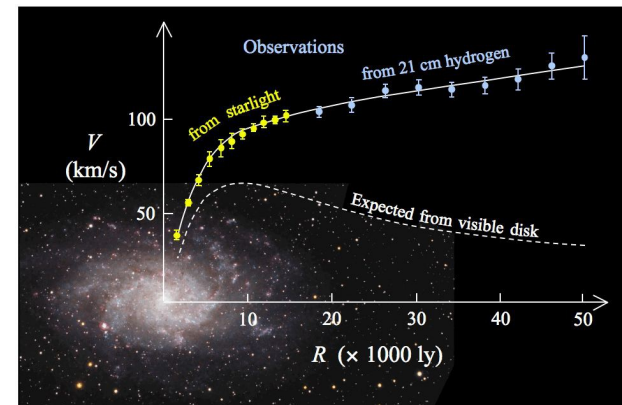 Observations
from 21 cm hydrogen
from starlight
100
V
(km/s)
50
Expected from visible disk
10
20
30
40
50
R (× 1000 ly)